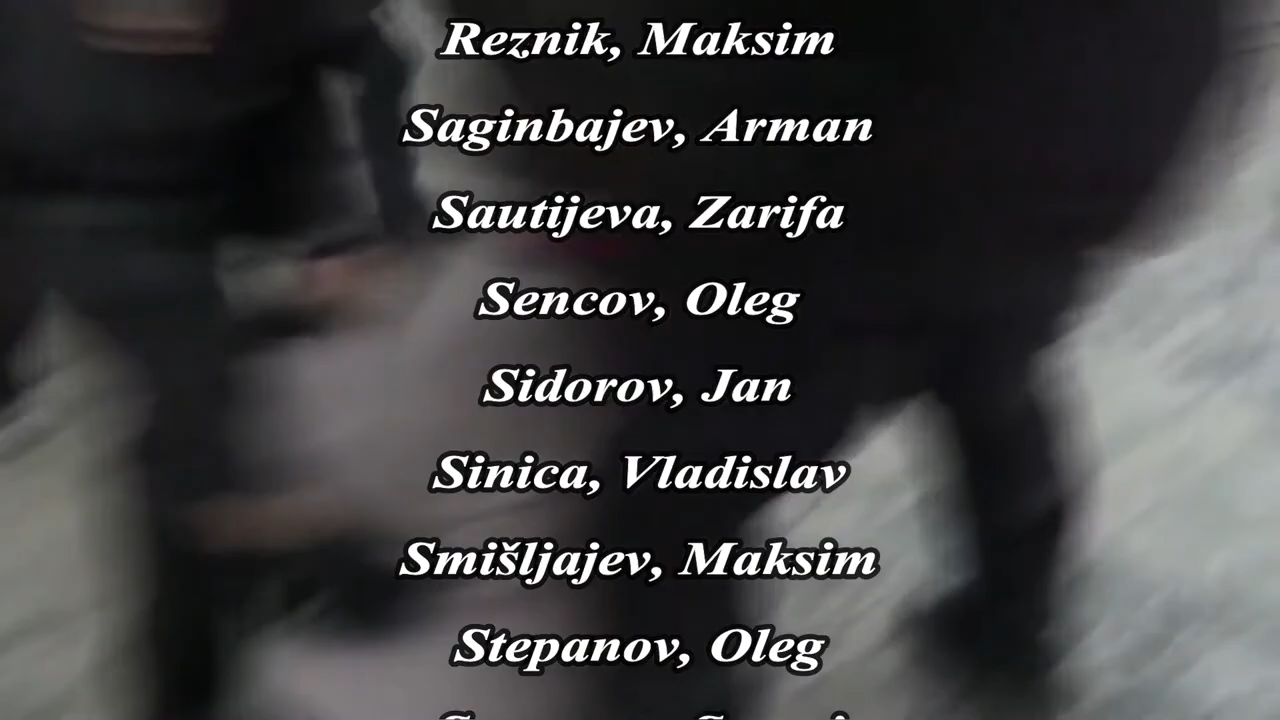 Reznik, Maksim
Saginbajev, Arman
Sautijeva, Zarifa
Sencov, Oleg
Sidorov, Jan
Sinica, Vladislav
Smišljajev, Maksim
Stepanov, Oleg